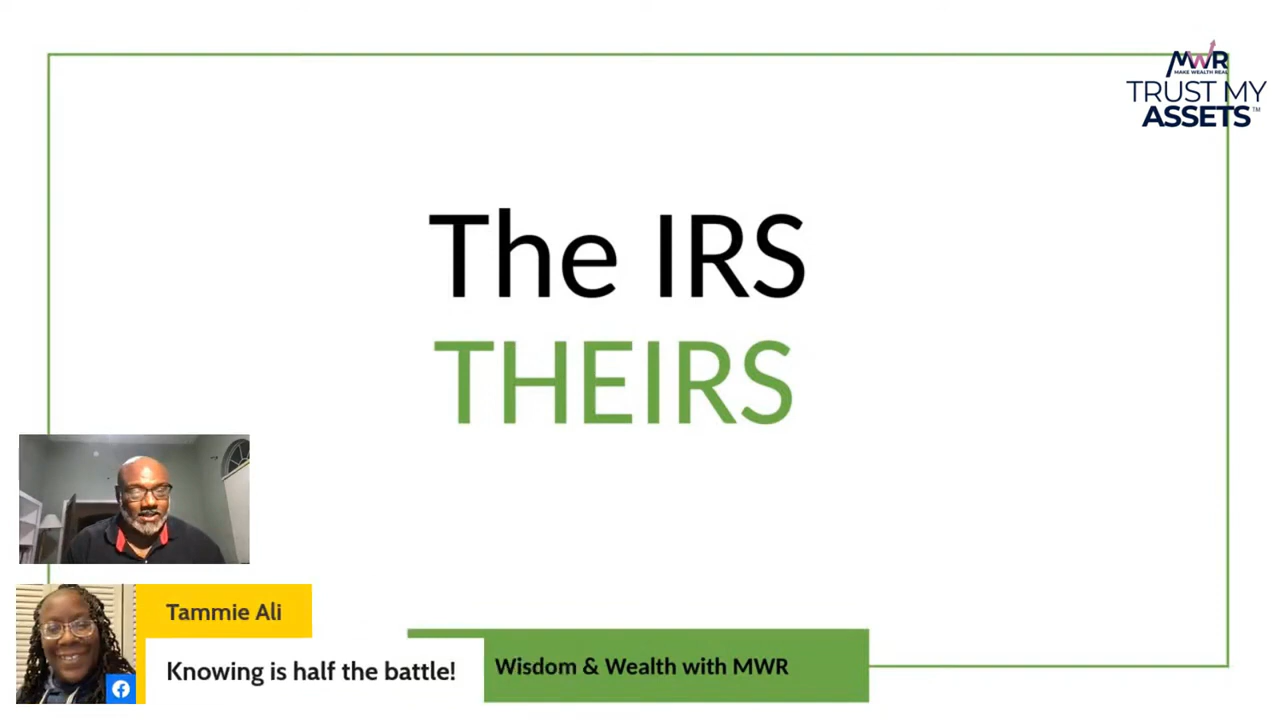 MWR
MAKE WEALTH REAL
TRUST MY
ASSETS™
The IRS
THEIRS
Tammie Ali
Knowing is half the battle!
Wisdom & Wealth with MWR